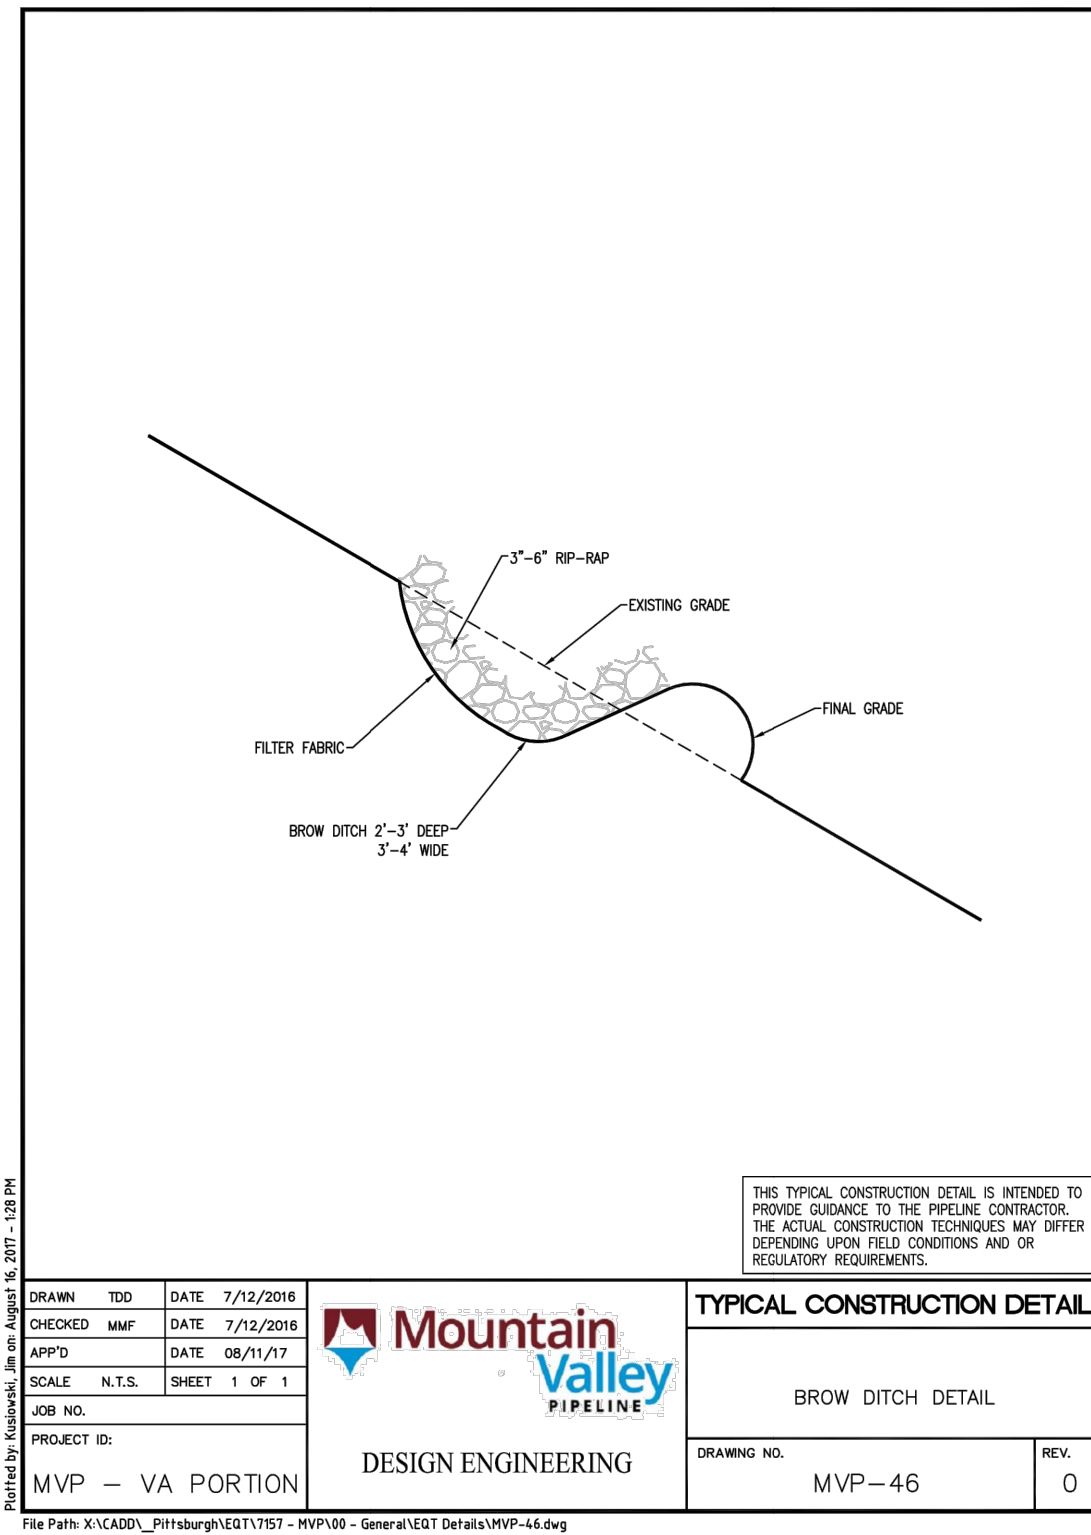 3"-6" RIP-RAP
EXISTING GRADE
FINAL GRADE
FILTER FABRIC
BROW DITCH 2'-3' DEEP
3'-4' WIDE
THIS TYPICAL CONSTRUCTION DETAIL IS INTENDED TO
PROVIDE GUIDANCE TO THE PIPELINE CONTRACTOR.
THE ACTUAL CONSTRUCTION TECHNIQUES MAY DIFFER
DEPENDING UPON FIELD CONDITIONS AND OR
REGULATORY REQUIREMENTS.
DRAWN TDD DATE 7/12/2016
CHECKED MMF DATE 7/12/2016
APP'D DATE 08/11/17
SCALE N.T.S. SHEET 1 OF 1
JOB NO.
PROJECT ID:
MVP - VA PORTION
Mountain
Valley
PIPELINE
DESIGN ENGINEERING
TYPICAL CONSTRUCTION DETAIL
BROW DITCH DETAIL
DRAWING NO.
MVP-46
REV.
0
Plotted by: Kusiowski, Jim on: August 16, 2017 - 1:28 PM
File Path: X:\CADD\__Pittsburgh\EQT\7157 - MVP\00 - General\EQT Details\MVP-46.dwg